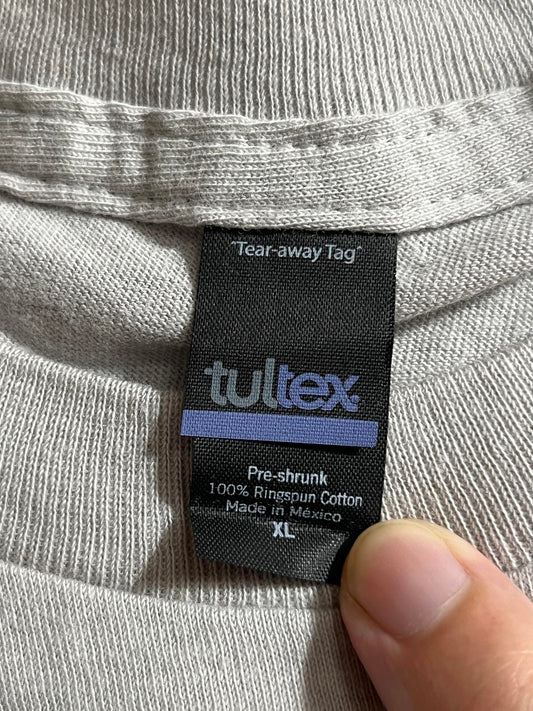 "Tear-away Tag"
tultex
Pre-shrunk
100% Ringspun Cotton
Made in México
XL